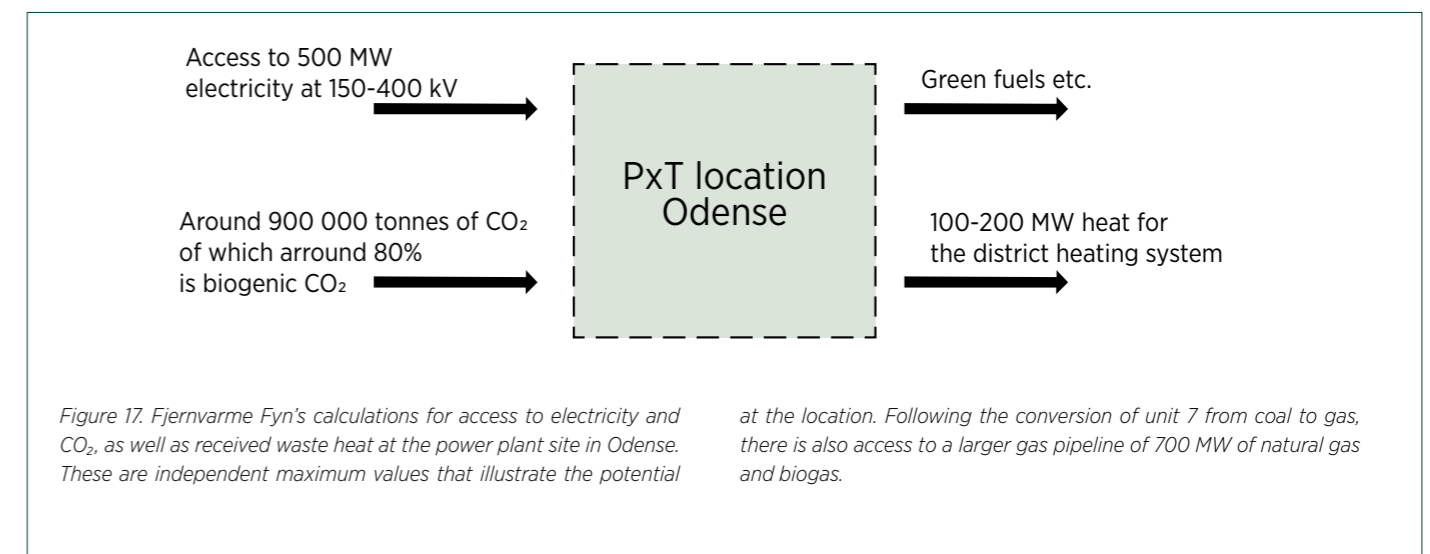 Access to 500 MW
electricity at 150-400 kV
Green fuels etc.
PxT location
Odense
Around 900 000 tonnes of CO₂
of which arround 80%
is biogenic CO₂
100-200 MW heat for
the district heating system
Figure 17. Fjernvarme Fyn's calculations for access to electricity and
CO₂, as well as received waste heat at the power plant site in Odense.
These are independent maximum values that illustrate the potential
at the location. Following the conversion of unit 7 from coal to gas,
there is also access to a larger gas pipeline of 700 MW of natural gas
and biogas.